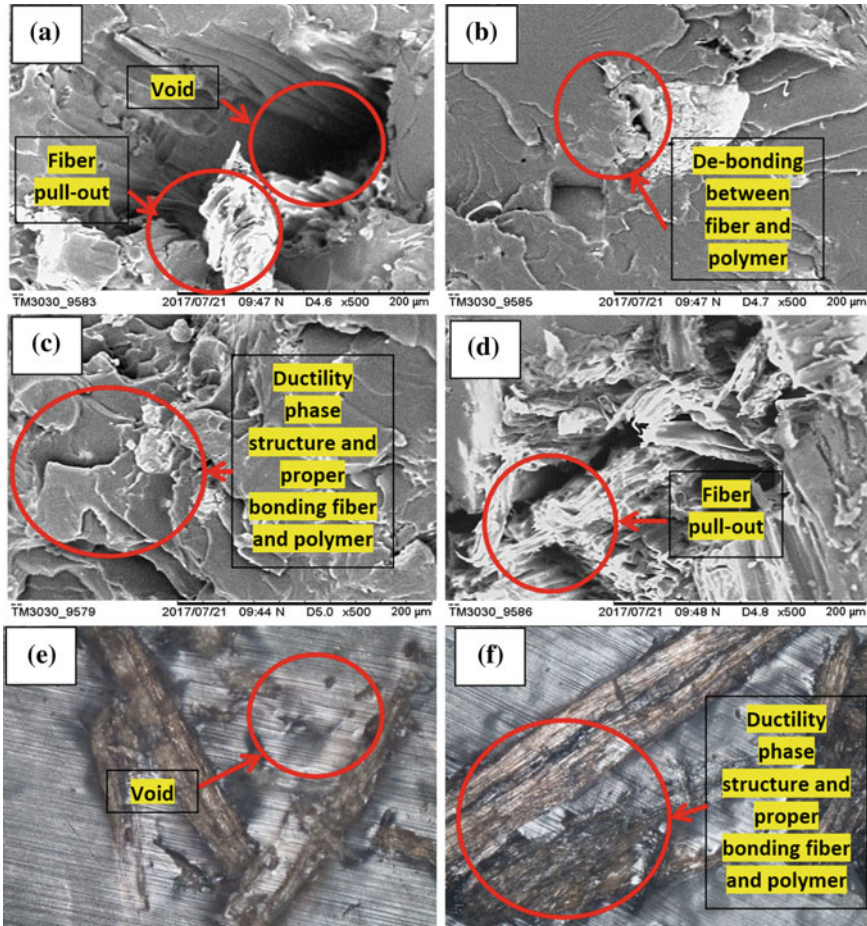 (a)
Void
Fiber
pull-out
TM3030_9583 2017/07/21 09:47 N D4.6 x500 200 µm
(b)
De-bonding
between
fiber and
polymer
TM3030_9585 2017/07/21 09:47 N D4.7 x500 200 µm
(c)
Ductility
phase
structure and
proper
bonding fiber
and polymer
TM3030_9579 2017/07/21 09:44 N D5.0 x500 200 µm
(d)
Fiber
pull-out
TM3030_9586 2017/07/21 09:48 N D4.8 x500 200 µm
(e)
Void
(f)
Ductility
phase
structure and
proper
bonding fiber
and polymer